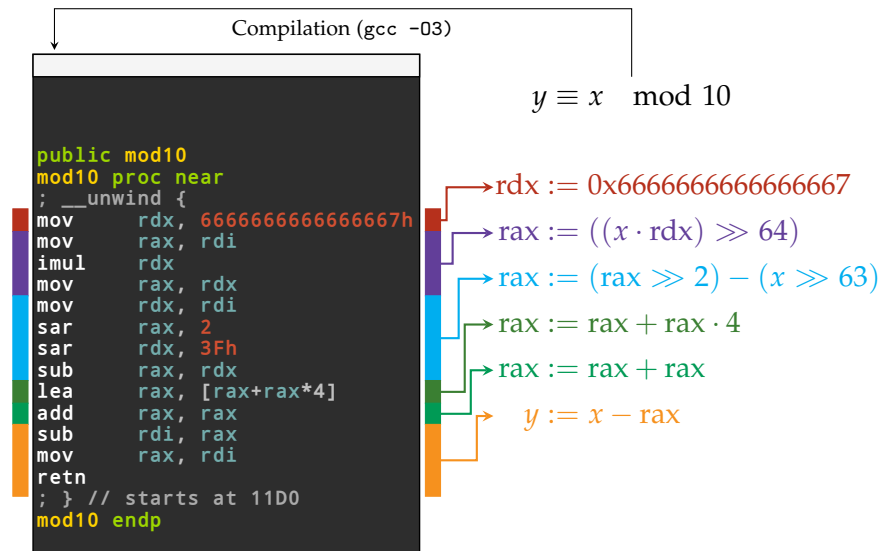 Compilation (gcc -O3)
y ≡ x mod 10
public mod10
mod10 proc near
; __unwind {
mov rdx, 6666666666666667h
mov rax, rdi
imul rdx
mov rax, rdx
mov rdx, rdi
sar rax, 2
sar rdx, 3Fh
sub rax, rdx
lea rax, [rax+rax*4]
add rax, rax
sub rdi, rax
mov rax, rdi
retn
; } // starts at 11D0
mod10 endp
rdx := 0x6666666666666667
rax := ((x · rdx) ≫ 64)
rax := (rax ≫ 2) − (x ≫ 63)
rax := rax + rax · 4
rax := rax + rax
y := x − rax